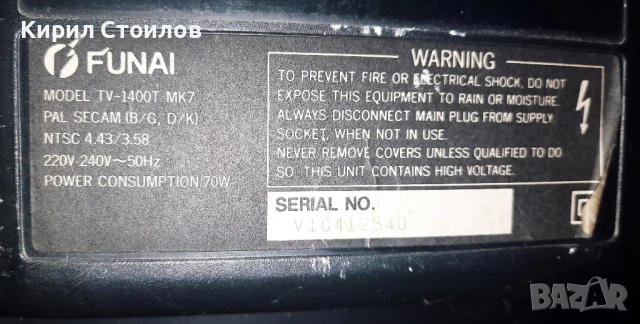 Кирил Стоилов
FUNAI
MODEL TV-1400T MK7
PAL SECAM (B/G, D/K)
NTSC 4.43/3.58
220V-240V~50Hz
POWER CONSUMPTION:70W
WARNING
TO PREVENT FIRE OR ELECTRICAL SHOCK, DO NOT
EXPOSE THIS EQUIPMENT TO RAIN OR MOISTURE.
ALWAYS DISCONNECT MAIN PLUG FROM SUPPLY
SOCKET, WHEN NOT IN USE.
NEVER REMOVE COVERS UNLESS QUALIFIED TO DO
SO. THIS UNIT CONTAINS HIGH VOLTAGE.
SERIAL NO.
V10412540
BAZAR